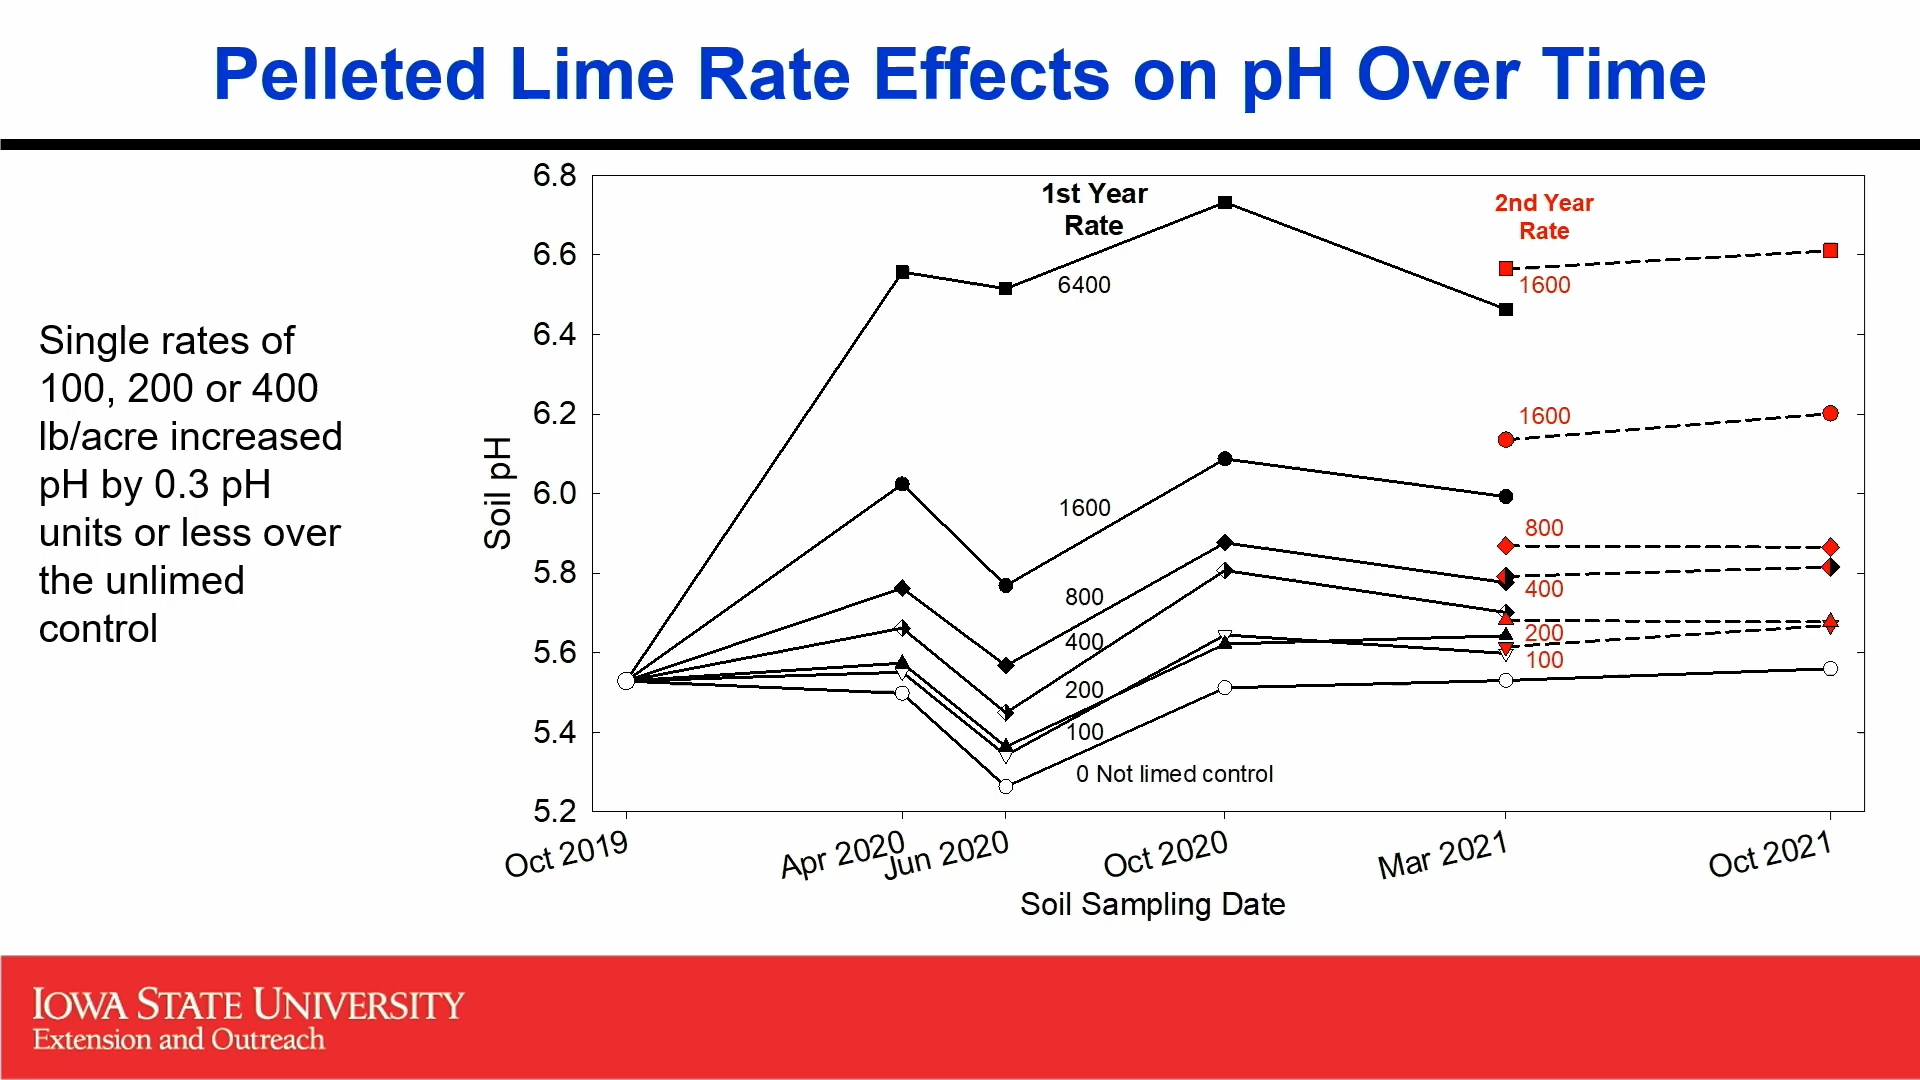 Pelleted Lime Rate Effects on pH Over Time
Single rates of
100, 200 or 400
lb/acre increased
pH by 0.3 pH
units or less over
the unlimed
control
Soil pH
6.8
6.6
6.4
6.2
6.0
5.8
5.6
5.4
5.2
1st Year
Rate
6400
1600
800
400
200
100
0 Not limed control
2nd Year
Rate
1600
1600
800
400
200
100
Oct 2019
Apr 2020
Jun 2020
Oct 2020
Mar 2021
Oct 2021
Soil Sampling Date
IOWA STATE UNIVERSITY
Extension and Outreach